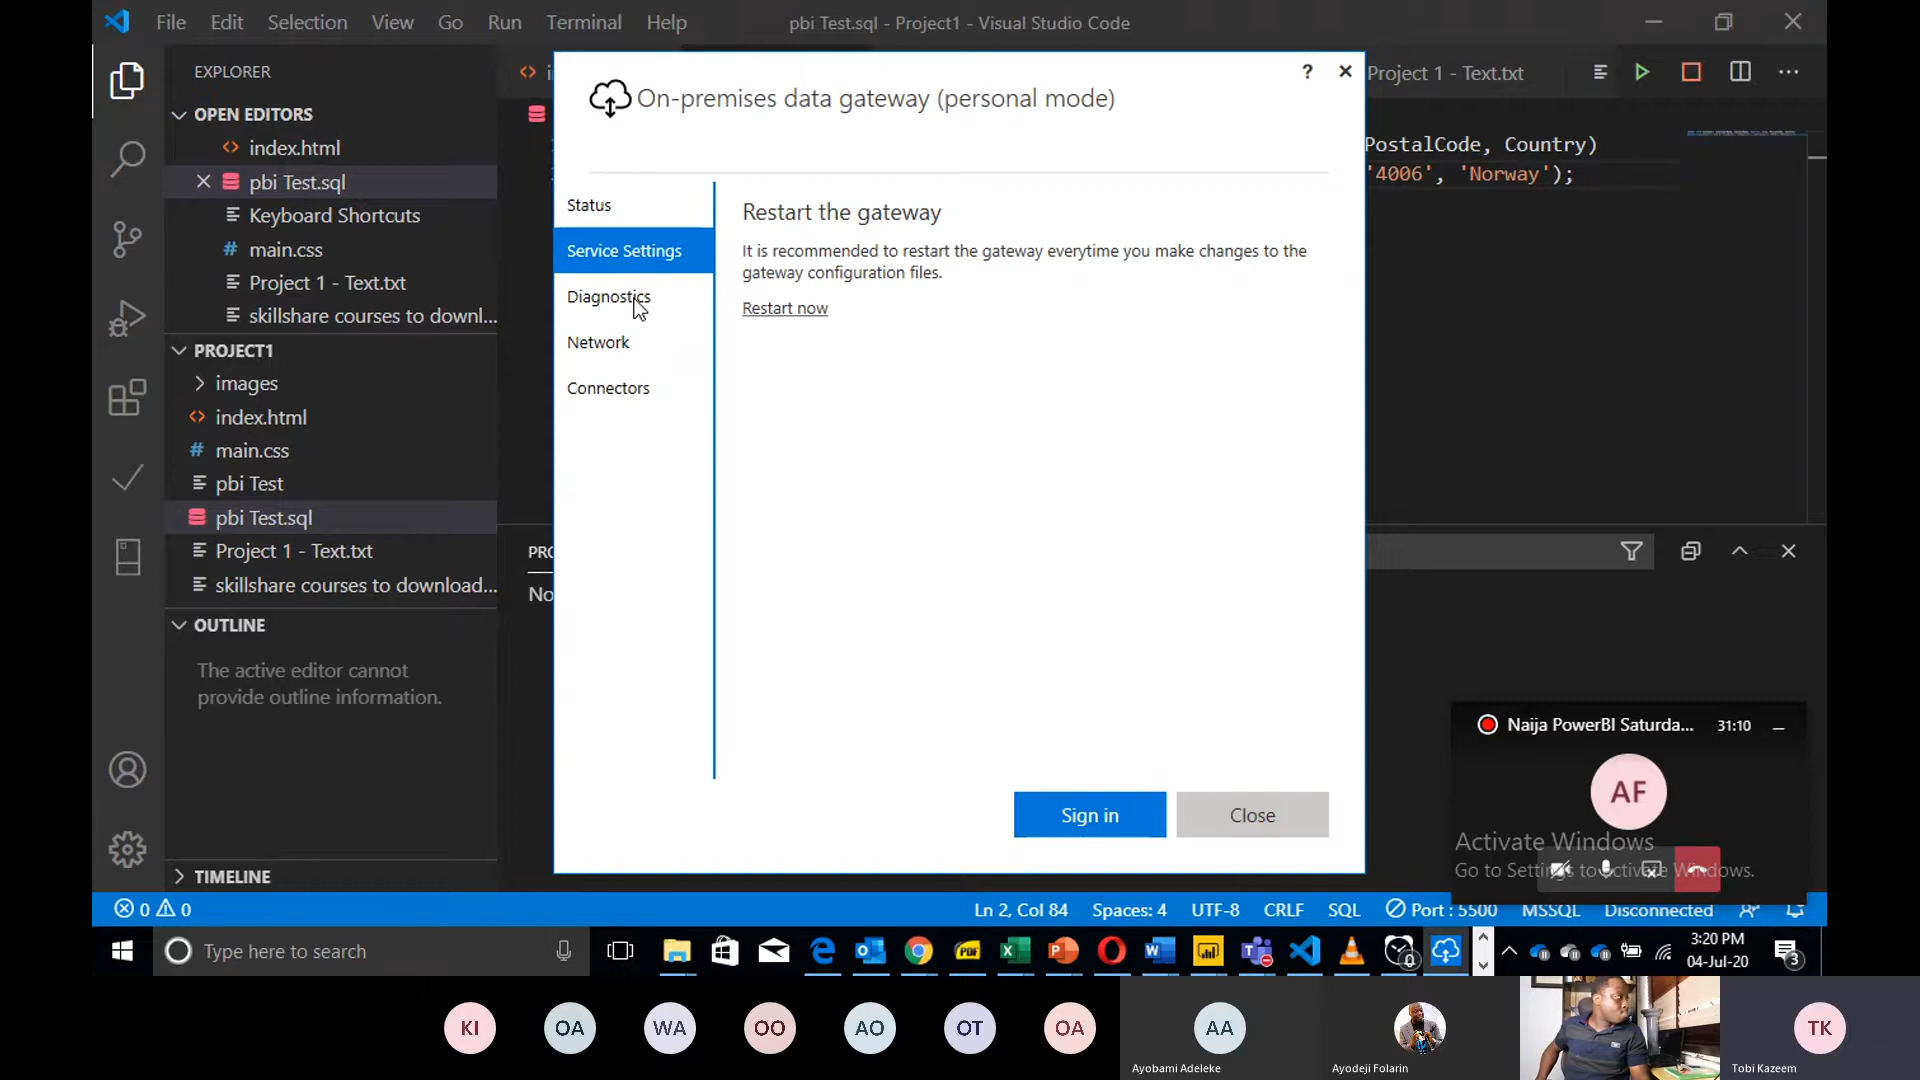 File Edit Selection View Go Run Terminal Help
pbi Test.sql - Project1 - Visual Studio Code
EXPLORER
OPEN EDITORS
index.html
pbi Test.sql
Keyboard Shortcuts
main.css
Project 1 - Text.txt
skillshare courses to downl...
PROJECT1
images
index.html
main.css
pbi Test
pbi Test.sql
Project 1 - Text.txt
skillshare courses to download...
OUTLINE
The active editor cannot
provide outline information.
TIMELINE
Project 1 - Text.txt
PostalCode, Country)
'4006', 'Norway');
On-premises data gateway (personal mode)
? ×
Status
Service Settings
Diagnostics
Network
Connectors
Restart the gateway
It is recommended to restart the gateway everytime you make changes to the
gateway configuration files.
Restart now
Sign in
Close
Naija PowerBI Saturda... 31:10
AF
Activate Windows
Go to Settings to activate Windows.
0 0
Ln 2, Col 84 Spaces: 4 UTF-8 CRLF SQL Port : 5500 MSSQL Disconnected
Type here to search
3:20 PM
04-Jul-20
3
KI OA WA OO AO OT OA AA TK
Ayobami Adeleke
Ayodeji Folarin
Tobi Kazeem